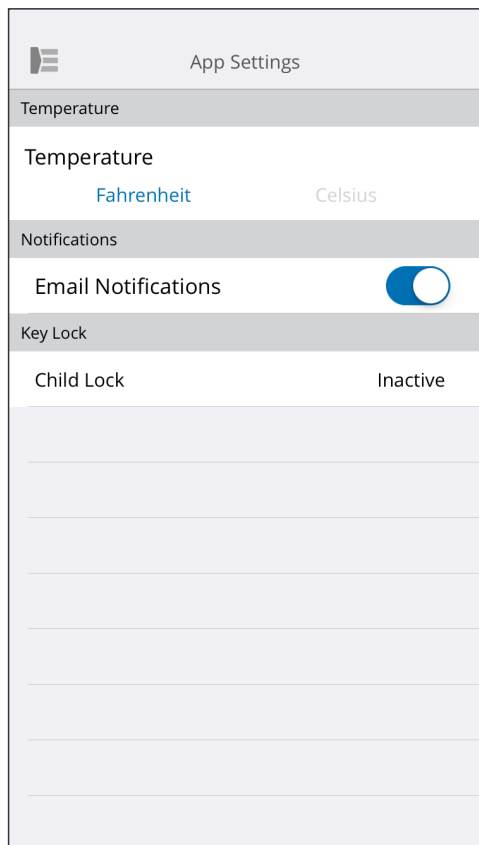 App Settings
Temperature
Temperature
Fahrenheit Celsius
Notifications
Email Notifications
Key Lock
Child Lock Inactive